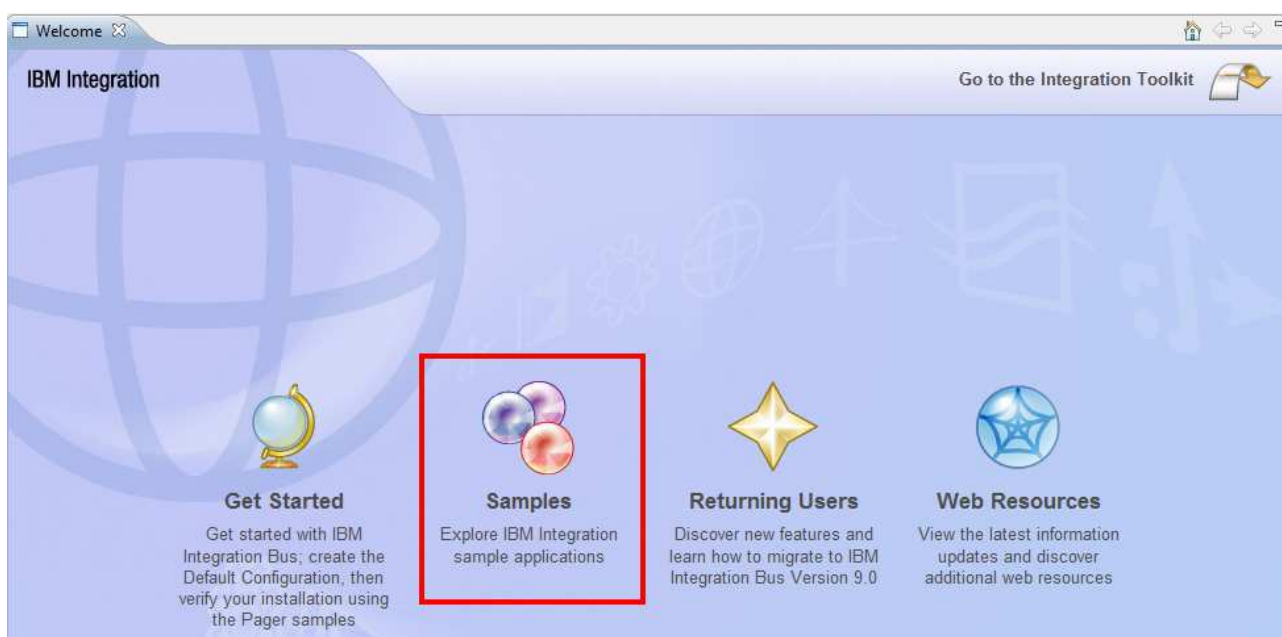 Welcome
IBM Integration
Go to the Integration Toolkit
Get Started
Get started with IBM
Integration Bus; create the
Default Configuration, then
verify your installation using
the Pager samples
Samples
Explore IBM Integration
sample applications
Returning Users
Discover new features and
learn how to migrate to IBM
Integration Bus Version 9.0
Web Resources
View the latest information
updates and discover
additional web resources